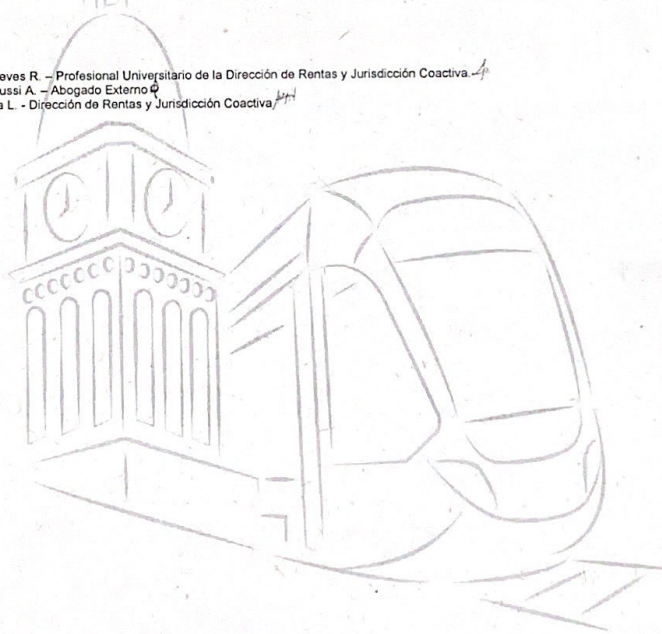 eves R. – Profesional Universitario de la Dirección de Rentas y Jurisdicción Coactiva.
ussi A. – Abogado Externo
a L. - Dirección de Rentas y Jurisdicción Coactiva